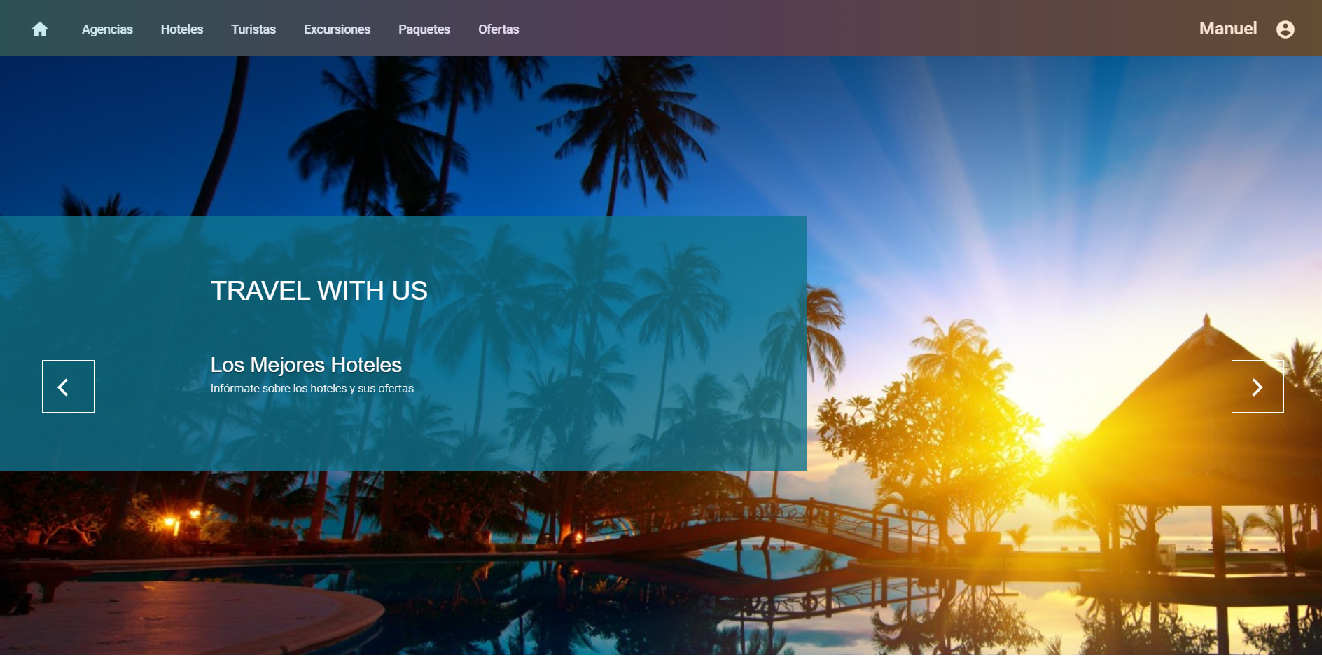 Agencias Hoteles Turistas Excursiones Paquetes Ofertas Manuel
TRAVEL WITH US
Los Mejores Hoteles
Infórmate sobre los hoteles y sus ofertas